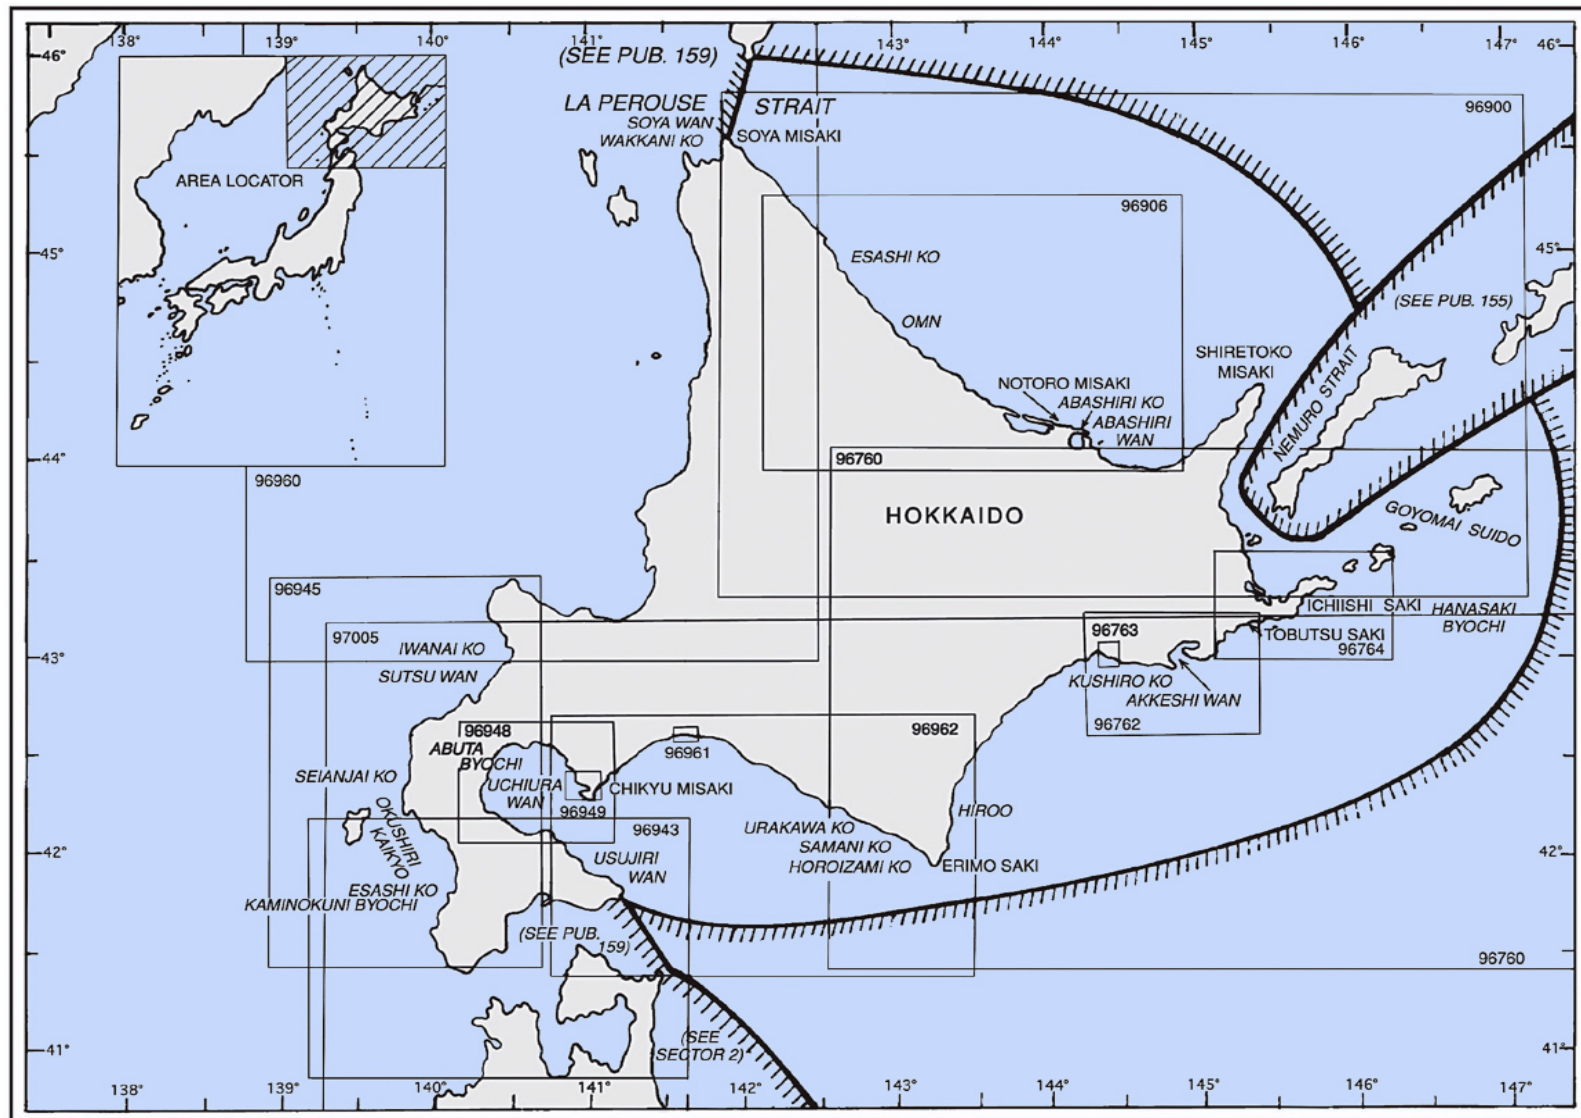 138°
139°
140°
143°
144°
145°
146°
147°
46°
46°
(SEE PUB. 159)
LA PEROUSE STRAIT
SOYA WAN
WAKKANI KO
SOYA MISAKI
96900
AREA LOCATOR
96906
45°
45°
ESASHI KO
(SEE PUB. 155)
OMN
SHIRETOKO
MISAKI
NEMURO STRAIT
NOTORO MISAKI
ABASHIRI KO
ABASHIRI
WAN
44°
44°
96760
96960
HOKKAIDO
GOYOMAI SUIDO
96945
ICHIISHI SAKI
HANASAKI
BYOCHI
97005
96763
TOBUTSU SAKI
96764
IWANAI KO
43°
43°
SUTSU WAN
KUSHIRO KO
AKKESHI WAN
96762
96948
96962
ABUTA
BYOCHI
96961
SEIANJAI KO
UCHIURA
WAN
CHIKYU MISAKI
96949
HIROO
OKUSHIRI
KAIKYO
96943
URAKAWA KO
SAMANI KO
HOROIZAMI KO
ERIMO SAKI
42°
42°
USUJIRI
WAN
ESASHI KO
KAMINOKUNI BYOCHI
(SEE PUB.
159)
96760
(SEE
SECTOR 2)
41°
41°
138°
139°
140°
141°
142°
143°
144°
145°
146°
147°